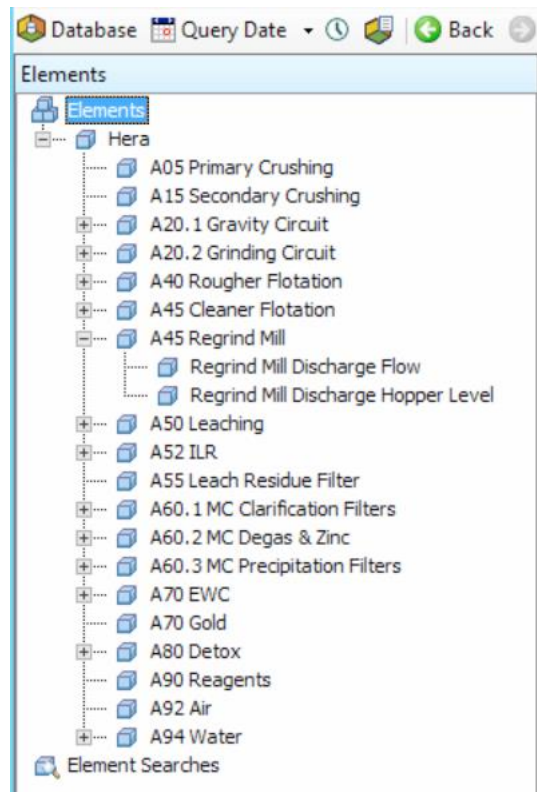 Database Query Date Back
Elements
Elements
Hera
A05 Primary Crushing
A15 Secondary Crushing
A20.1 Gravity Circuit
A20.2 Grinding Circuit
A40 Rougher Flotation
A45 Cleaner Flotation
A45 Regrind Mill
Regrind Mill Discharge Flow
Regrind Mill Discharge Hopper Level
A50 Leaching
A52 ILR
A55 Leach Residue Filter
A60.1 MC Clarification Filters
A60.2 MC Degas & Zinc
A60.3 MC Precipitation Filters
A70 EWC
A70 Gold
A80 Detox
A90 Reagents
A92 Air
A94 Water
Element Searches